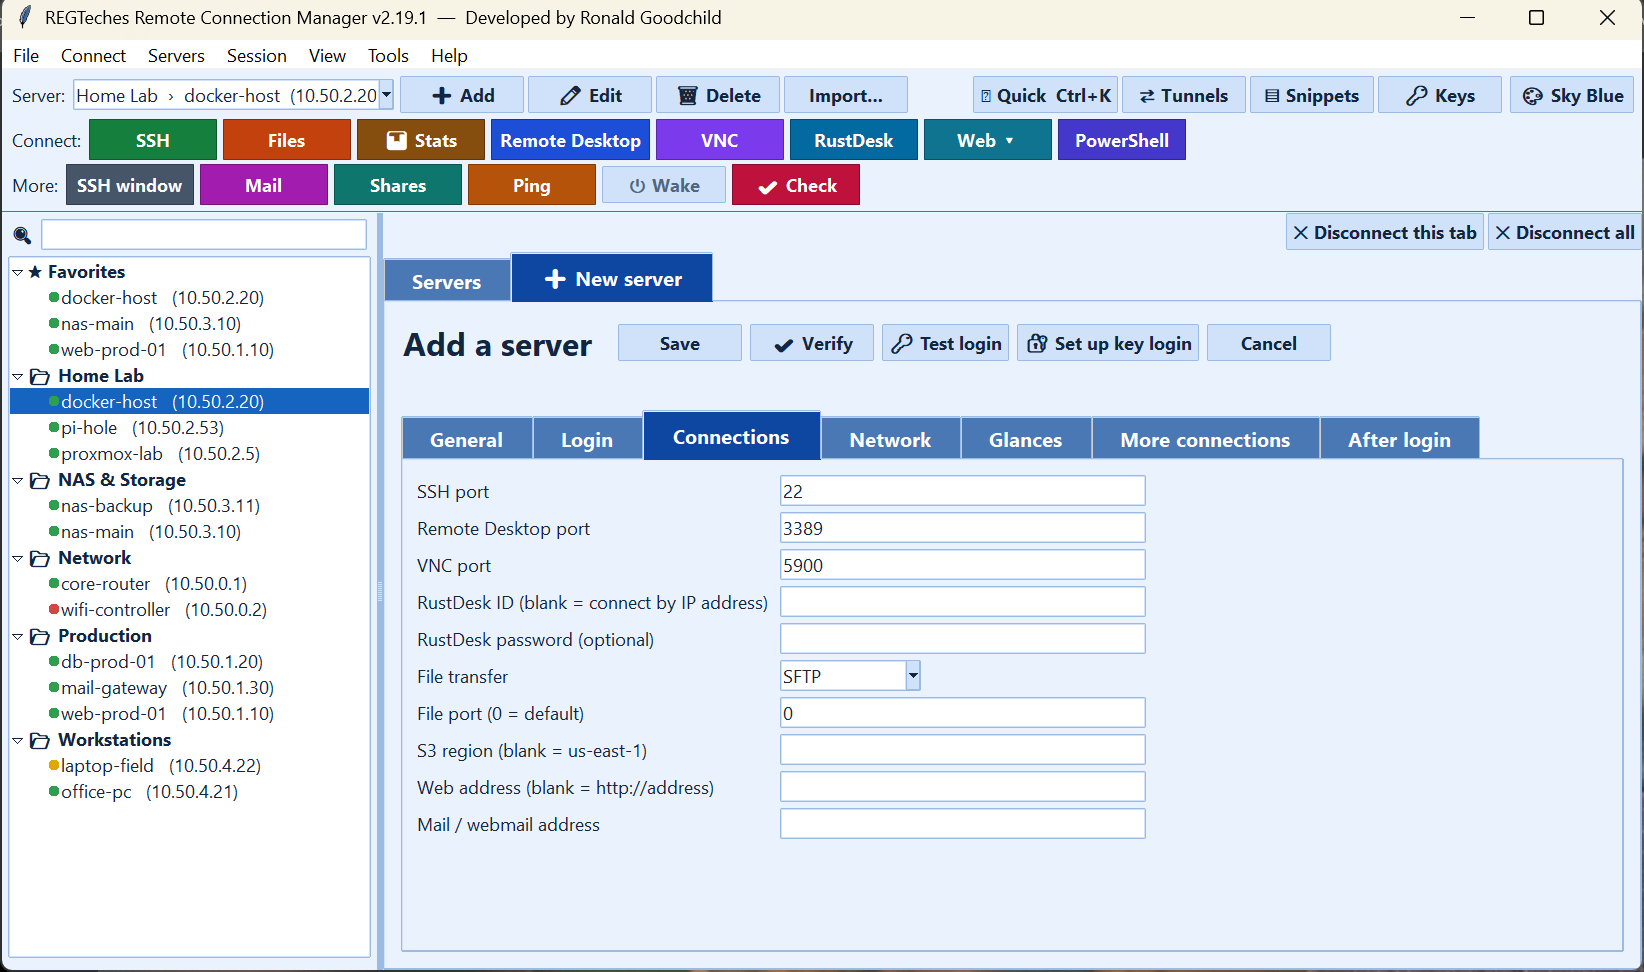 REGTeches Remote Connection Manager v2.19.1 — Developed by Ronald Goodchild
File Connect Servers Session View Tools Help
Server: Home Lab › docker-host (10.50.2.20 Add Edit Delete Import... Quick Ctrl+K Tunnels Snippets Keys Sky Blue
Connect: SSH Files Stats Remote Desktop VNC RustDesk Web PowerShell
More: SSH window Mail Shares Ping Wake Check
Disconnect this tab Disconnect all
Favorites
docker-host (10.50.2.20)
nas-main (10.50.3.10)
web-prod-01 (10.50.1.10)
Home Lab
docker-host (10.50.2.20)
pi-hole (10.50.2.53)
proxmox-lab (10.50.2.5)
NAS & Storage
nas-backup (10.50.3.11)
nas-main (10.50.3.10)
Network
core-router (10.50.0.1)
wifi-controller (10.50.0.2)
Production
db-prod-01 (10.50.1.20)
mail-gateway (10.50.1.30)
web-prod-01 (10.50.1.10)
Workstations
laptop-field (10.50.4.22)
office-pc (10.50.4.21)
Servers New server
Add a server Save Verify Test login Set up key login Cancel
General Login Connections Network Glances More connections After login
SSH port 22
Remote Desktop port 3389
VNC port 5900
RustDesk ID (blank = connect by IP address)
RustDesk password (optional)
File transfer SFTP
File port (0 = default) 0
S3 region (blank = us-east-1)
Web address (blank = http://address)
Mail / webmail address